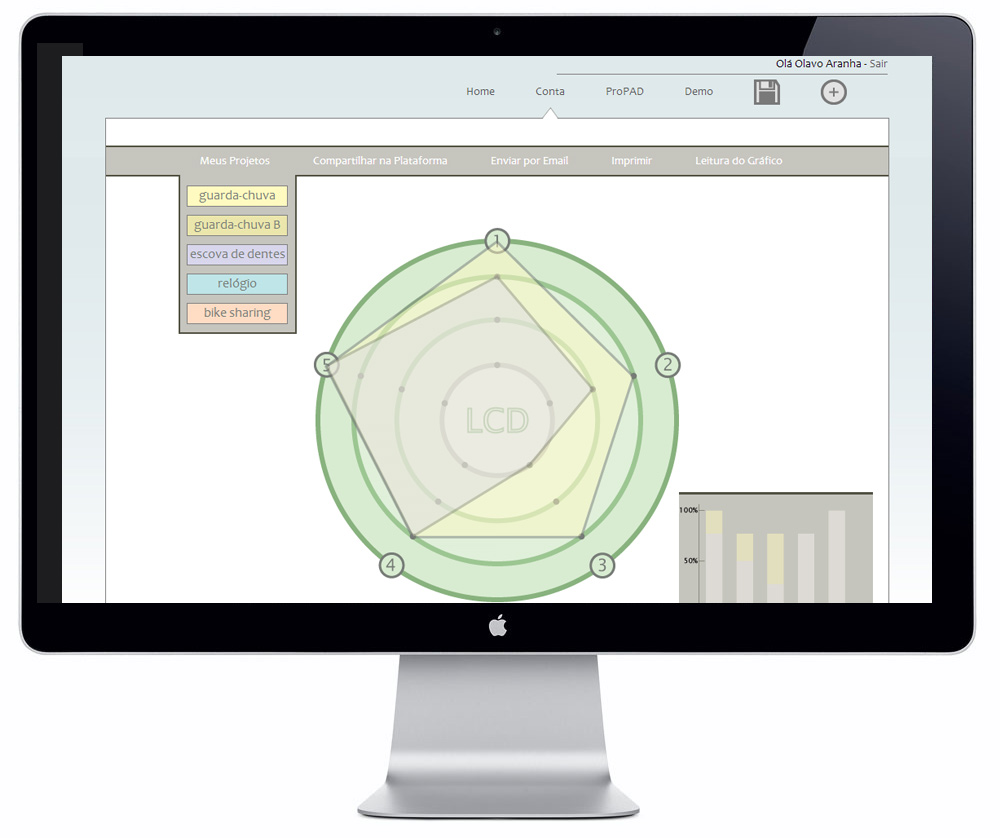 Olá Olavo Aranha - Sair
Home Conta ProPAD Demo
Meus Projetos Compartilhar na Plataforma Enviar por Email Imprimir Leitura do Gráfico
guarda-chuva
guarda-chuva B
escova de dentes
relógio
bike sharing
1
5 2
LCD
4 3
100%
50%